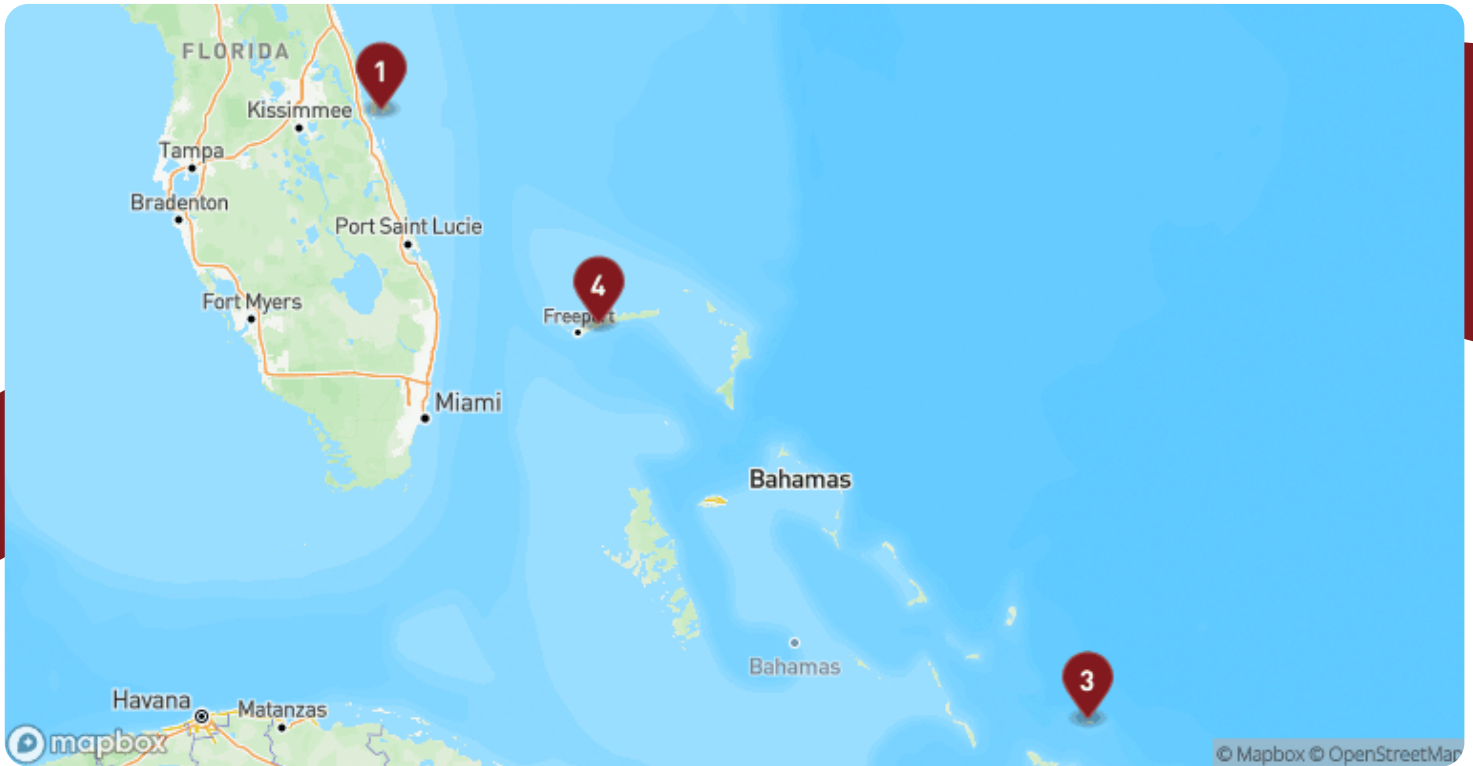 FLORIDA
1
Kissimmee
Tampa
Bradenton
Port Saint Lucie
Fort Myers
4
Freeport
Miami
Bahamas
Bahamas
3
Havana
Matanzas
mapbox
© Mapbox © OpenStreetMap